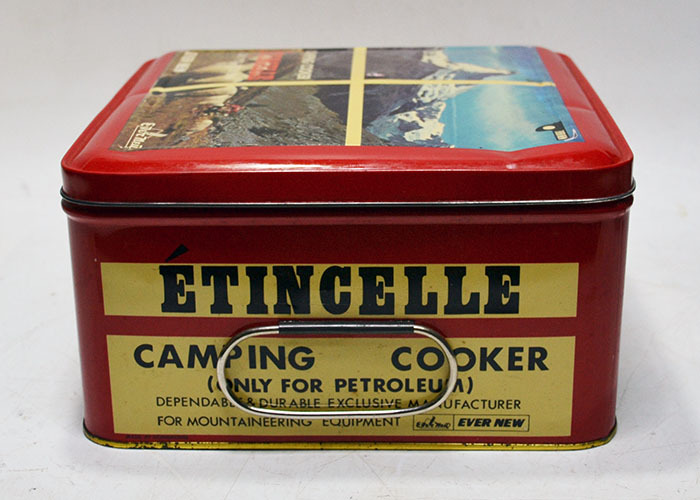 ÉTINCELLE
CAMPING COOKER
(ONLY FOR PETROLEUM)
DEPENDABLE & DURABLE EXCLUSIVE MANUFACTURER
FOR MOUNTAINEERING EQUIPMENT EVER NEW